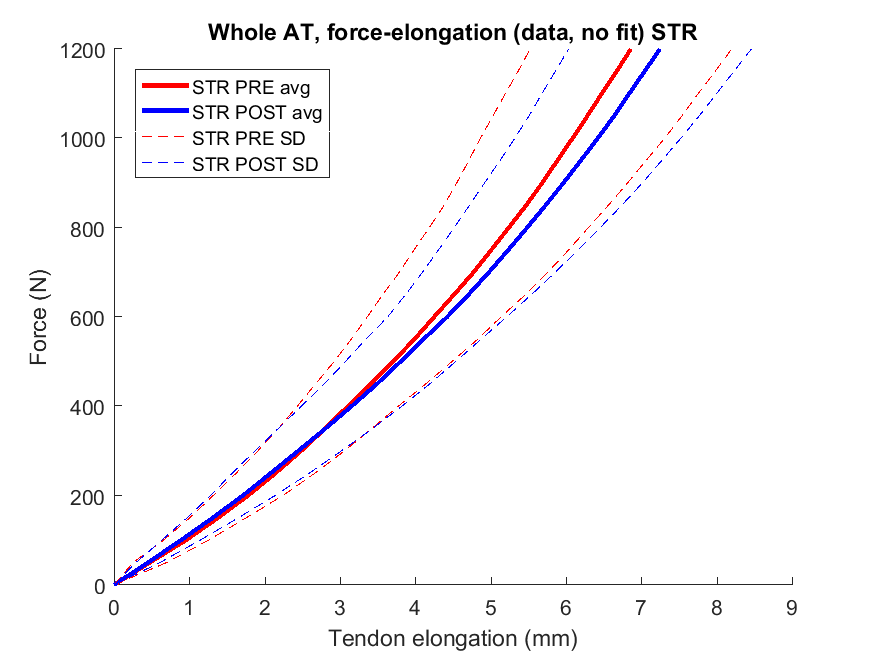 Whole AT, force-elongation (data, no fit) STR
1200
1000
800
600
400
200
0
Force (N)
STR PRE avg
STR POST avg
STR PRE SD
STR POST SD
0 1 2 3 4 5 6 7 8 9
Tendon elongation (mm)